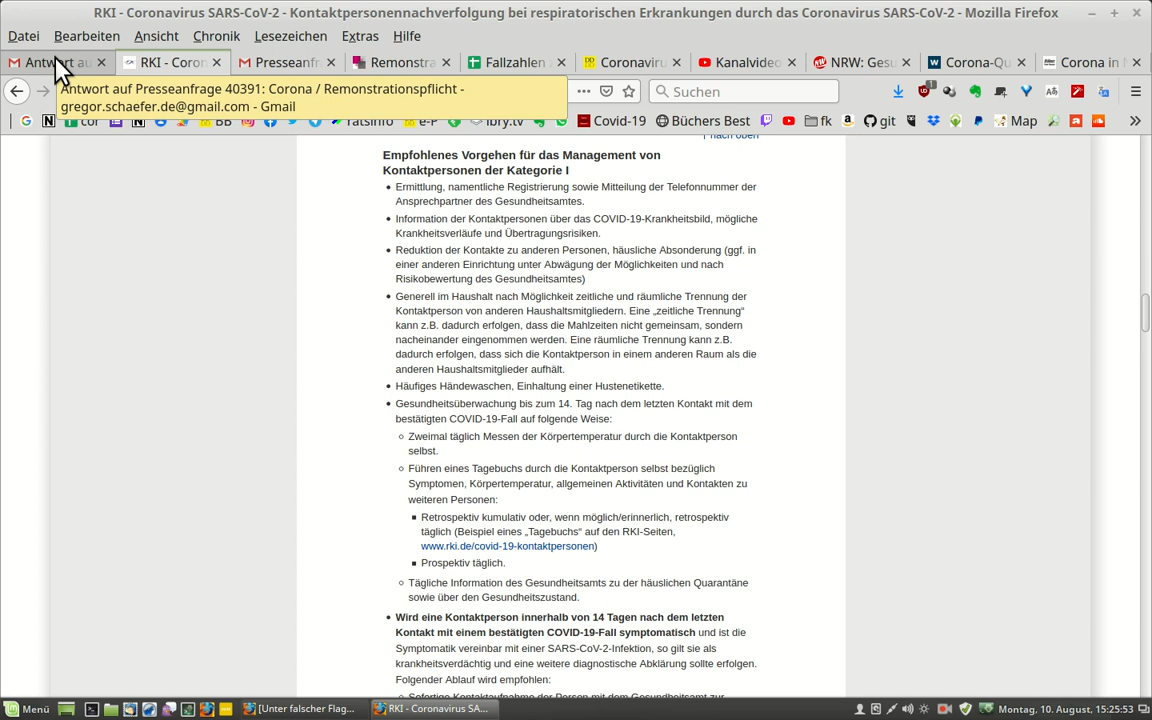 RKI - Coronavirus SARS-CoV-2 - Kontaktpersonennachverfolgung bei respiratorischen Erkrankungen durch das Coronavirus SARS-CoV-2 - Mozilla Firefox
Datei Bearbeiten Ansicht Chronik Lesezeichen Extras Hilfe
Antwort au RKI - Coron Presseanfr Remonstra Fallzahlen Coronaviru Kanalvideo NRW: Gesu Corona-Qu Corona in N
Antwort auf Presseanfrage 40391: Corona / Remonstrationspflicht -
gregor.schaefer.de@gmail.com - Gmail
Suchen
1
BB Ratsinfo e-P lbry.tv Covid-19 Büchers Best fk git Map
nach oben
Empfohlenes Vorgehen für das Management von
Kontaktpersonen der Kategorie I
Ermittlung, namentliche Registrierung sowie Mitteilung der Telefonnummer der
Ansprechpartner des Gesundheitsamtes.
Information der Kontaktpersonen über das COVID-19-Krankheitsbild, mögliche
Krankheitsverläufe und Übertragungsrisiken.
Reduktion der Kontakte zu anderen Personen, häusliche Absonderung (ggf. in
einer anderen Einrichtung unter Abwägung der Möglichkeiten und nach
Risikobewertung des Gesundheitsamtes)
Generell im Haushalt nach Möglichkeit zeitliche und räumliche Trennung der
Kontaktperson von anderen Haushaltsmitgliedern. Eine „zeitliche Trennung“
kann z.B. dadurch erfolgen, dass die Mahlzeiten nicht gemeinsam, sondern
nacheinander eingenommen werden. Eine räumliche Trennung kann z.B.
dadurch erfolgen, dass sich die Kontaktperson in einem anderen Raum als die
anderen Haushaltsmitglieder aufhält.
Häufiges Händewaschen, Einhaltung einer Hustenetikette.
Gesundheitsüberwachung bis zum 14. Tag nach dem letzten Kontakt mit dem
bestätigten COVID-19-Fall auf folgende Weise:
Zweimal täglich Messen der Körpertemperatur durch die Kontaktperson
selbst.
Führen eines Tagebuchs durch die Kontaktperson selbst bezüglich
Symptomen, Körpertemperatur, allgemeinen Aktivitäten und Kontakten zu
weiteren Personen:
Retrospektiv kumulativ oder, wenn möglich/erinnerlich, retrospektiv
täglich (Beispiel eines „Tagebuchs“ auf den RKI-Seiten,
www.rki.de/covid-19-kontaktpersonen)
Prospektiv täglich.
Tägliche Information des Gesundheitsamts zu der häuslichen Quarantäne
sowie über den Gesundheitszustand.
Wird eine Kontaktperson innerhalb von 14 Tagen nach dem letzten
Kontakt mit einem bestätigten COVID-19-Fall symptomatisch und ist die
Symptomatik vereinbar mit einer SARS-CoV-2-Infektion, so gilt sie als
krankheitsverdächtig und eine weitere diagnostische Abklärung sollte erfolgen.
Folgender Ablauf wird empfohlen:
Sofortige Kontaktaufnahme der Person mit dem Gesundheitsamt zur
Menü [Unter falscher Flag... RKI - Coronavirus SA... Montag, 10. August, 15:25:53